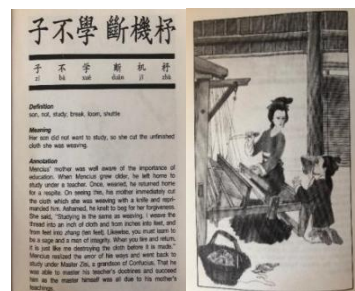 子不學斷機杼
子 不 学 断 机 杼
zǐ bù xué duàn jī zhù
Definition
son, not, study; break, loom, shuttle
Meaning
Her son did not want to study, so she cut the unfinished
cloth she was weaving.
Annotation
Mencius' mother was well aware of the importance of
education. When Mencius grew older, he left home to
study under a teacher. Once, wearied, he returned home
for a respite. On seeing him, his mother immediately cut
the cloth which she was weaving with a knife and repri-
manded him. Ashamed, he knelt to beg for her forgiveness.
She said, "Studying is the same as weaving. I weave the
thread into an inch of cloth and from inches into feet, and
from feet into zhang (ten feet). Likewise, you must learn to
be a sage and a man of integrity. When you tire and return,
it is just like me destroying the cloth before it is made."
Mencius realized the error of his ways and went back to
study under Master Zisi, a grandson of Confucius. That he
was able to master his teacher's doctrines and succeed
him as the master himself was all due to his mother's
teachings.